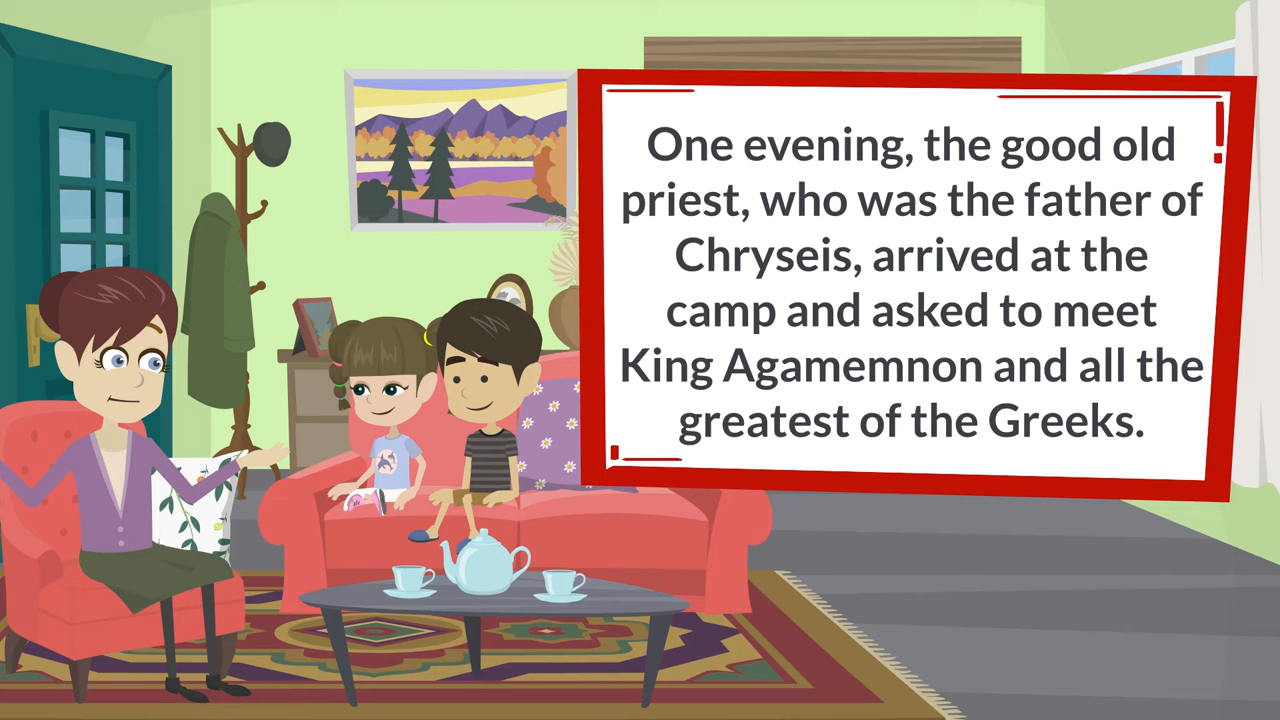 One evening, the good old
priest, who was the father of
Chryseis, arrived at the
camp and asked to meet
King Agamemnon and all the
greatest of the Greeks.